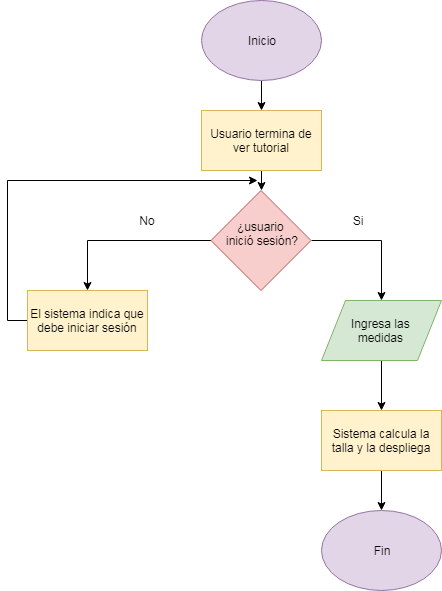 Inicio
Usuario termina de
ver tutorial
¿usuario
inició sesión?
No
Si
El sistema indica que
debe iniciar sesión
Ingresa las
medidas
Sistema calcula la
talla y la despliega
Fin